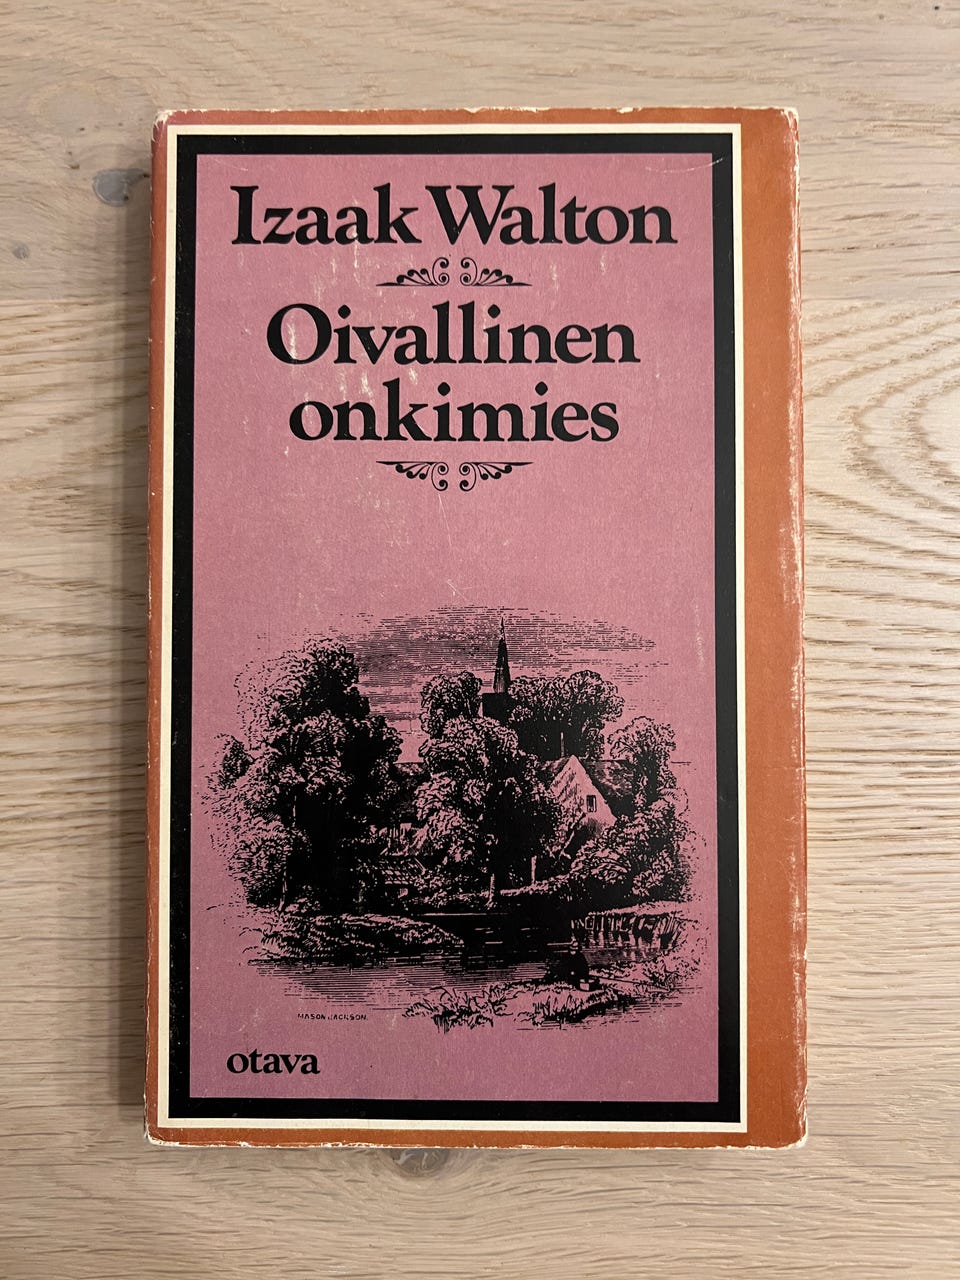 Izaak Walton
Oivallinen
onkimies
MASON JACKSON.
otava